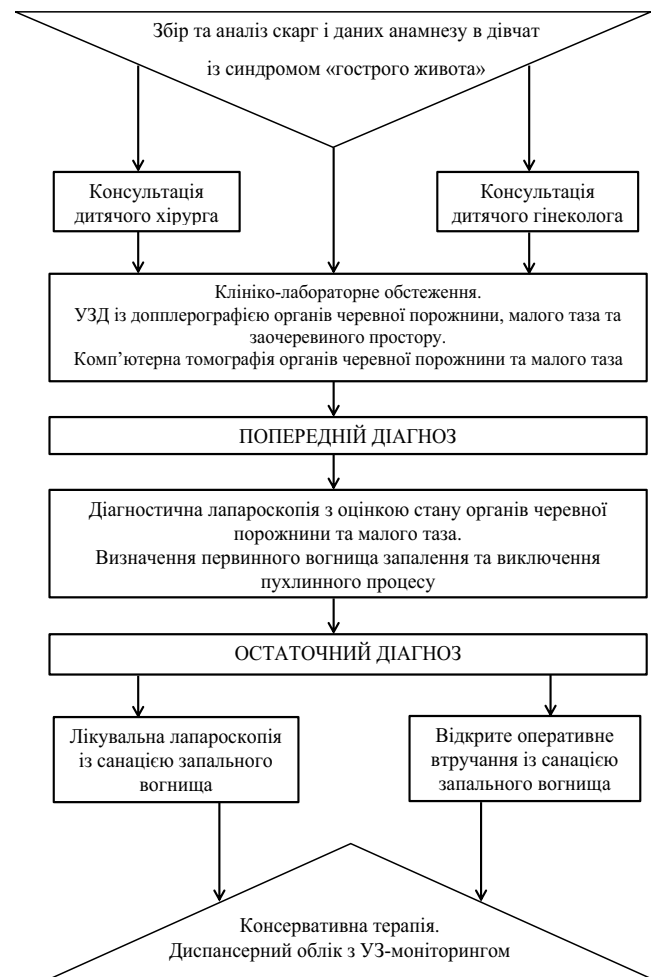 Збір та аналіз скарг і даних анамнезу в дівчат
із синдромом «гострого живота»
Консультація
дитячого хірурга
Консультація
дитячого гінеколога
Клініко-лабораторне обстеження.
УЗД із допплерографією органів черевної порожнини, малого таза та
заочеревиного простору.
Комп’ютерна томографія органів черевної порожнини та малого таза
ПОПЕРЕДНІЙ ДІАГНОЗ
Діагностична лапароскопія з оцінкою стану органів черевної
порожнини та малого таза.
Визначення первинного вогнища запалення та виключення
пухлинного процесу
ОСТАТОЧНИЙ ДІАГНОЗ
Лікувальна лапароскопія
із санацією запального
вогнища
Відкрите оперативне
втручання із санацією
запального вогнища
Консервативна терапія.
Диспансерний облік з УЗ-моніторингом